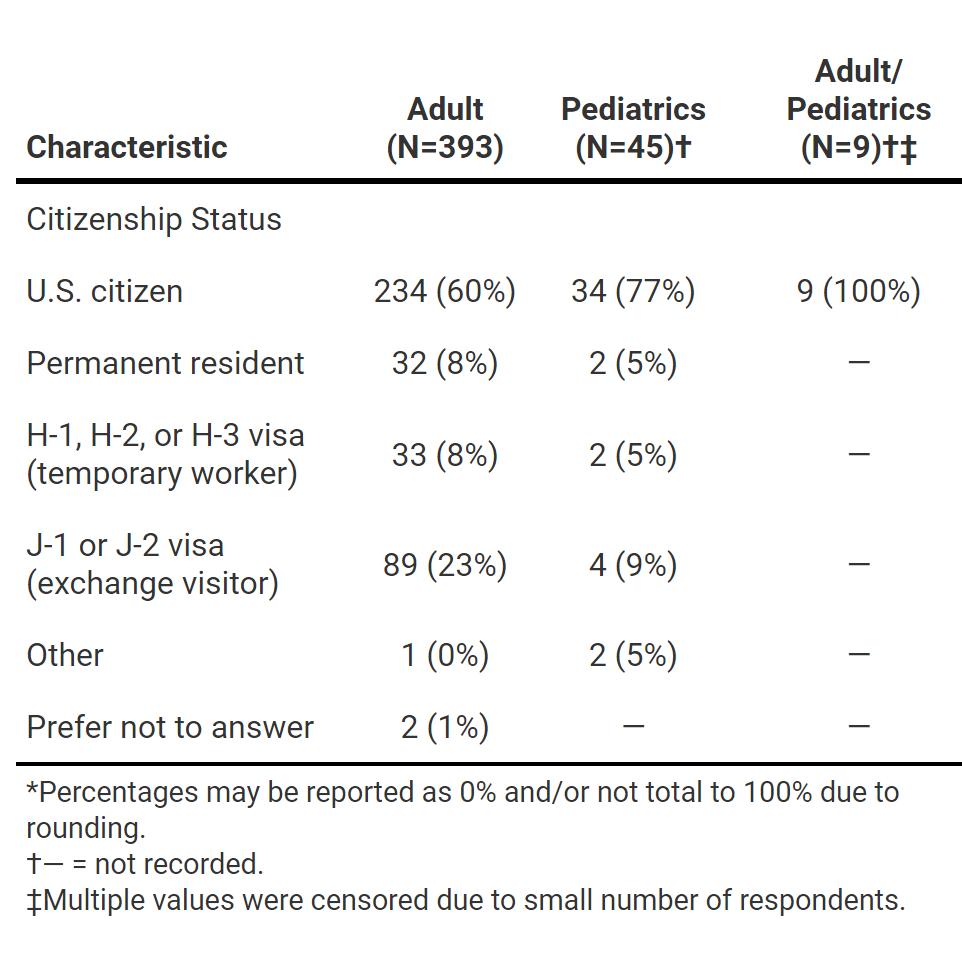 Characteristic Adult (N=393) Pediatrics (N=45)† Adult/ Pediatrics (N=9)†‡
Citizenship Status
U.S. citizen 234 (60%) 34 (77%) 9 (100%)
Permanent resident 32 (8%) 2 (5%) —
H-1, H-2, or H-3 visa (temporary worker) 33 (8%) 2 (5%) —
J-1 or J-2 visa (exchange visitor) 89 (23%) 4 (9%) —
Other 1 (0%) 2 (5%) —
Prefer not to answer 2 (1%) — —
*Percentages may be reported as 0% and/or not total to 100% due to
rounding.
†— = not recorded.
‡Multiple values were censored due to small number of respondents.